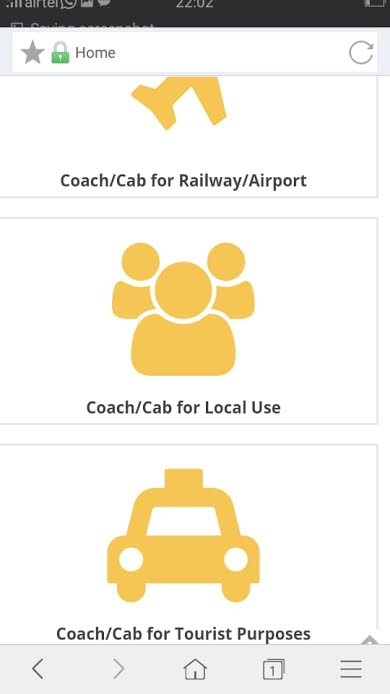 airtel
22:02
Saving screenshot
Home
Coach/Cab for Railway/Airport
Coach/Cab for Local Use
Coach/Cab for Tourist Purposes
1